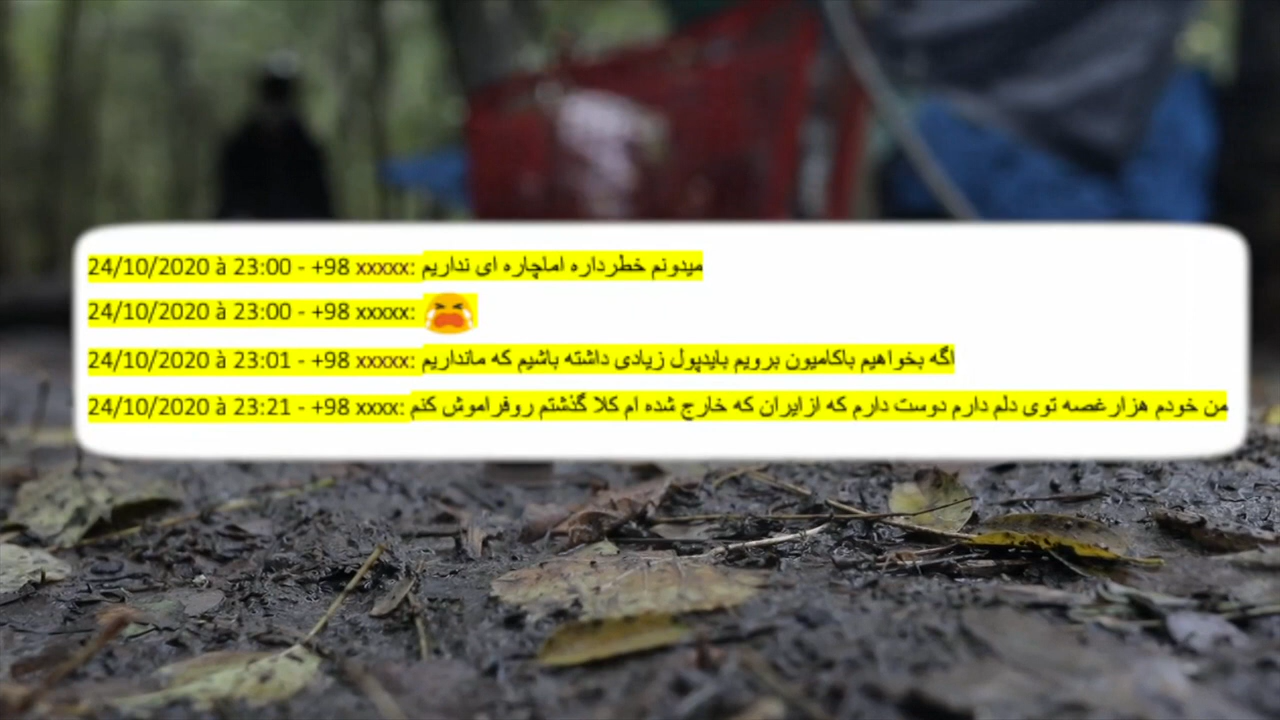 24/10/2020 à 23:00 - +98 xxxxx: میدونم خطرداره اماچاره ای نداریم
24/10/2020 à 23:00 - +98 xxxxx: 😭
24/10/2020 à 23:01 - +98 xxxxx: اگه بخواهیم باکامیون برویم بایدپول زیادی داشته باشیم که مانداریم
24/10/2020 à 23:21 - +98 xxxx: من خودم هزارغصه توی دلم دارم دوست دارم که ازایران که خارج شده ام کلا گذشتم روفراموش کنم